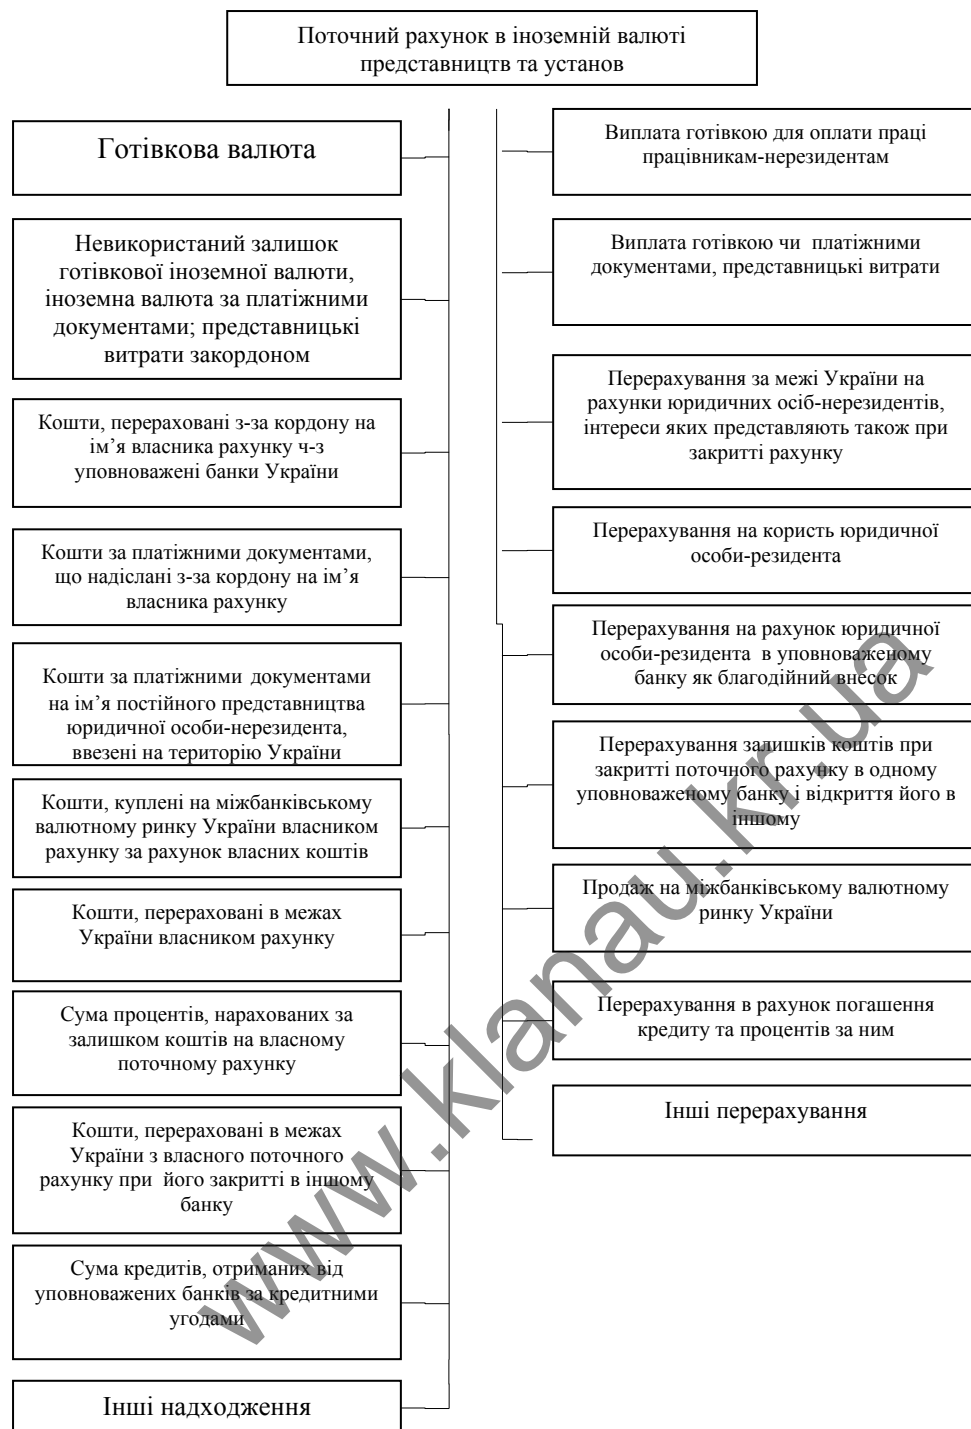 Поточний рахунок в іноземній валюті
представництв та установ
Готівкова валюта
Невикористаний залишок
готівкової іноземної валюти,
іноземна валюта за платіжними
документами; представницькі
витрати закордоном
Кошти, перераховані з-за кордону на
ім’я власника рахунку ч-з
уповноважені банки України
Кошти за платіжними документами,
що надіслані з-за кордону на ім’я
власника рахунку
Кошти за платіжними документами
на ім’я постійного представництва
юридичної особи-нерезидента,
ввезені на територію України
Кошти, куплені на міжбанківському
валютному ринку України власником
рахунку за рахунок власних коштів
Кошти, перераховані в межах
України власником рахунку
Сума процентів, нарахованих за
залишком коштів на власному
поточному рахунку
Кошти, перераховані в межах
України з власного поточного
рахунку при його закритті в іншому
банку
Сума кредитів, отриманих від
уповноважених банків за кредитними
угодами
Інші надходження
Виплата готівкою для оплати праці
працівникам-нерезидентам
Виплата готівкою чи платіжними
документами, представницькі витрати
Перерахування за межі України на
рахунки юридичних осіб-нерезидентів,
інтереси яких представляють також при
закритті рахунку
Перерахування на користь юридичної
особи-резидента
Перерахування на рахунок юридичної
особи-резидента в уповноваженому
банку як благодійний внесок
Перерахування залишків коштів при
закритті поточного рахунку в одному
уповноваженому банку і відкриття його в
іншому
Продаж на міжбанківському валютному
ринку України
Перерахування в рахунок погашення
кредиту та процентів за ним
Інші перерахування
www.klanau.kr.ua